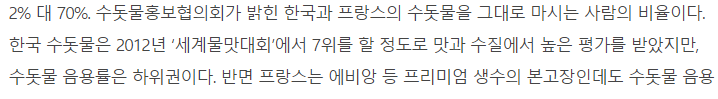 2% 대 70%. 수돗물홍보협의회가 밝힌 한국과 프랑스의 수돗물을 그대로 마시는 사람의 비율이다.
한국 수돗물은 2012년 ‘세계물맛대회’에서 7위를 할 정도로 맛과 수질에서 높은 평가를 받았지만,
수돗물 음용률은 하위권이다. 반면 프랑스는 에비앙 등 프리미엄 생수의 본고장인데도 수돗물 음용